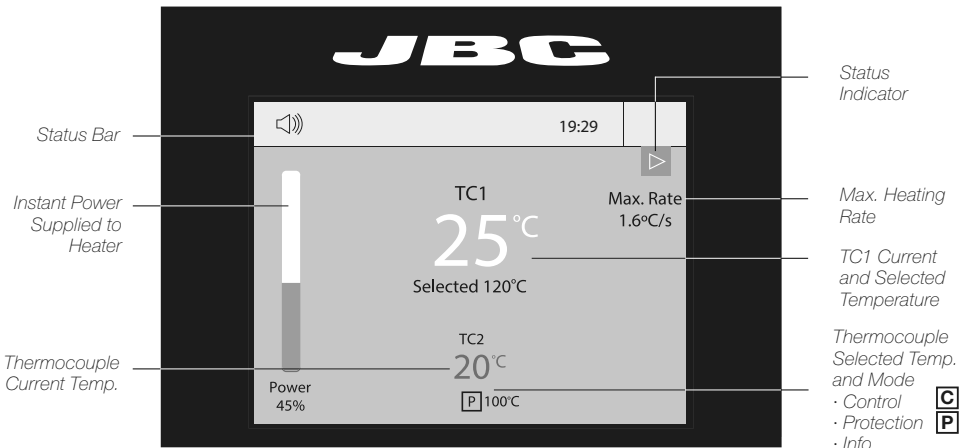 JBC
Status Bar
Instant Power
Supplied to
Heater
Thermocouple
Current Temp.
19:29
TC1
25°C
Selected 120°C
Max. Rate
1.6ºC/s
TC2
20°C
P 100°C
Power
45%
Status
Indicator
Max. Heating
Rate
TC1 Current
and Selected
Temperature
Thermocouple
Selected Temp.
and Mode
· Control C
· Protection P
· Info